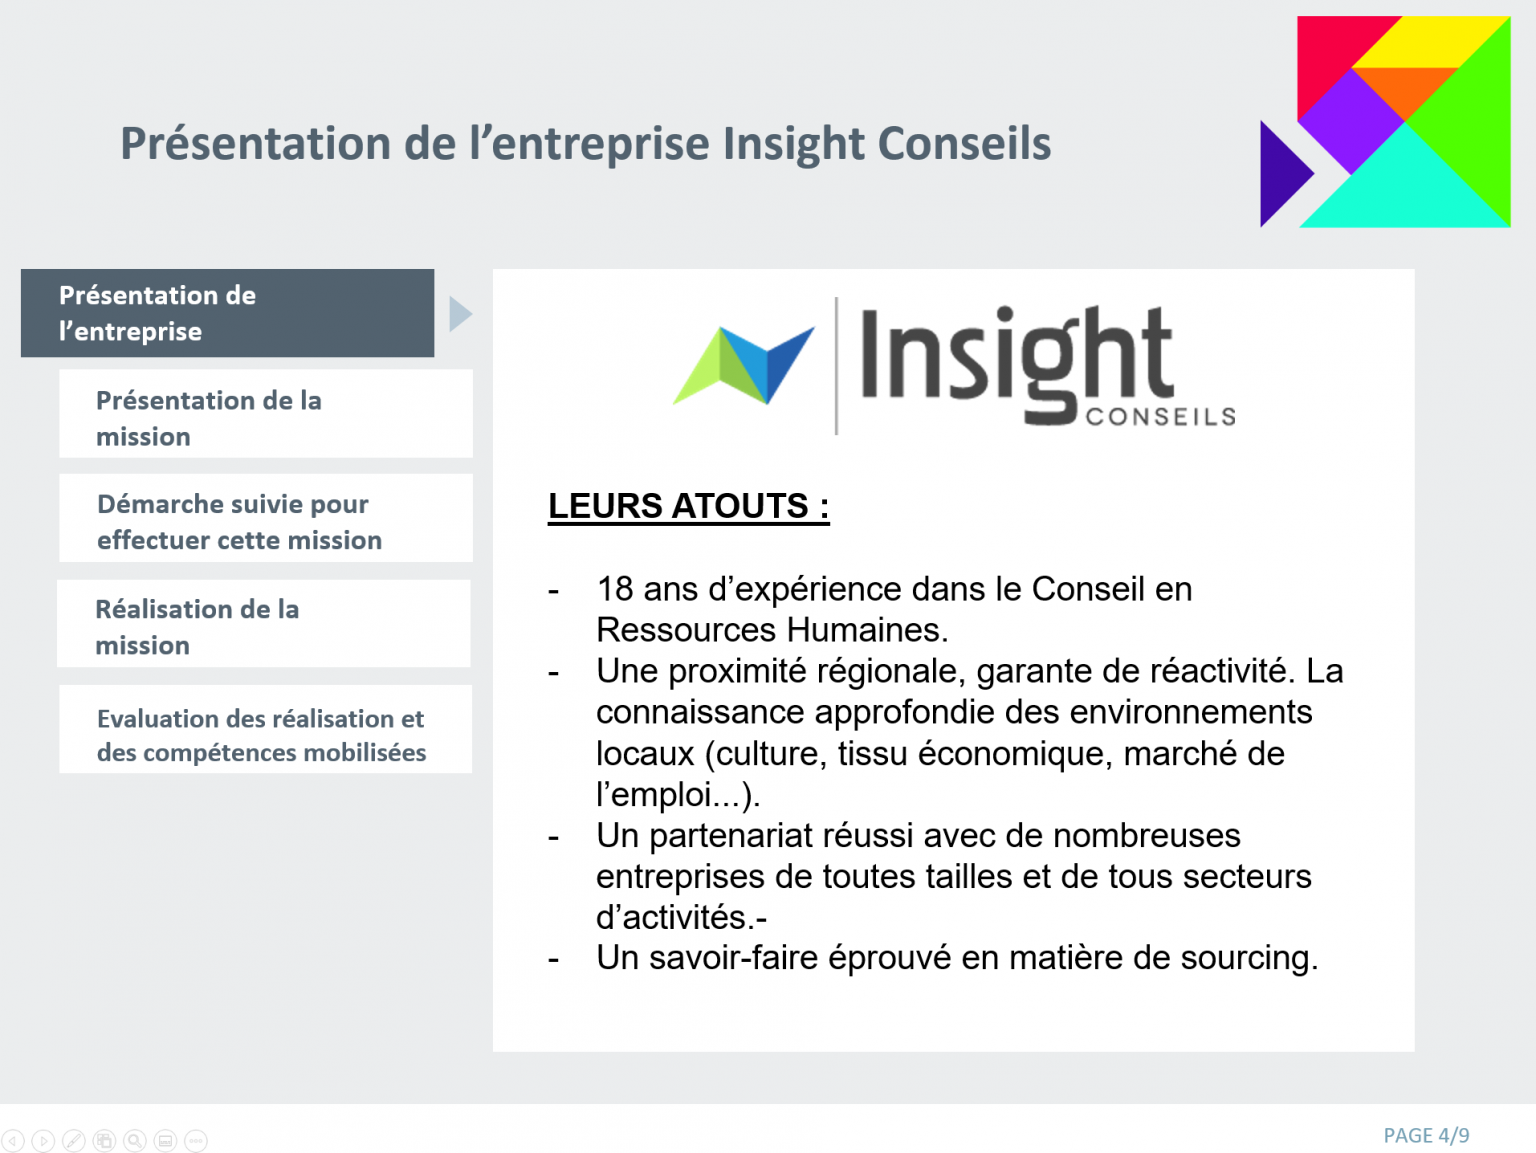 Présentation de l’entreprise Insight Conseils
Présentation de
l’entreprise
Présentation de la
mission
Démarche suivie pour
effectuer cette mission
Réalisation de la
mission
Evaluation des réalisation et
des compétences mobilisées
Insight
CONSEILS
LEURS ATOUTS :
- 18 ans d’expérience dans le Conseil en
Ressources Humaines.
- Une proximité régionale, garante de réactivité. La
connaissance approfondie des environnements
locaux (culture, tissu économique, marché de
l’emploi...).
- Un partenariat réussi avec de nombreuses
entreprises de toutes tailles et de tous secteurs
d’activités.-
- Un savoir-faire éprouvé en matière de sourcing.
PAGE 4/9